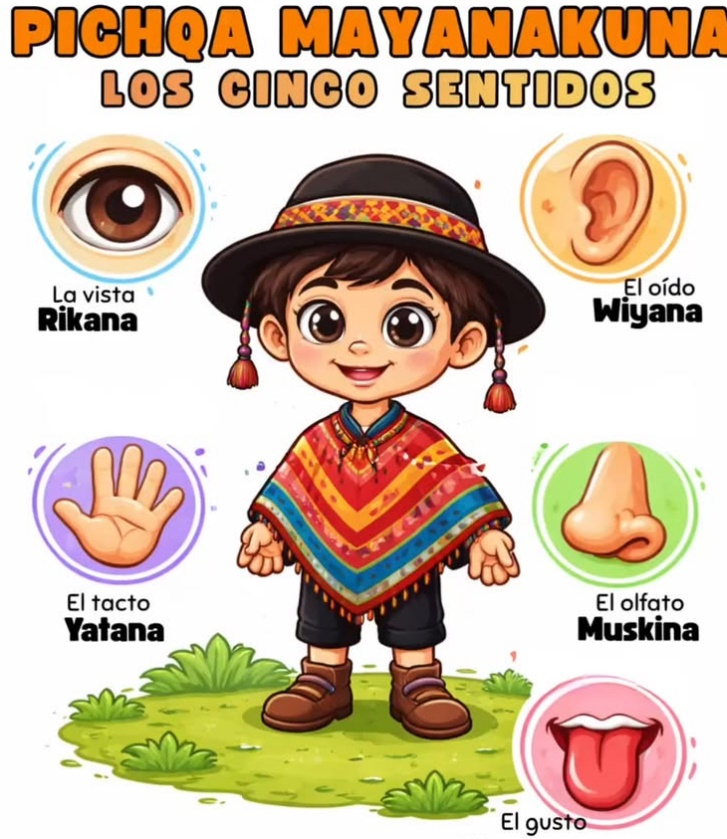 PICHQA MAYANAKUNA
LOS CINCO SENTIDOS
La vista
Rikana
El oído
Wiyana
El tacto
Yatana
El olfato
Muskina
El gusto